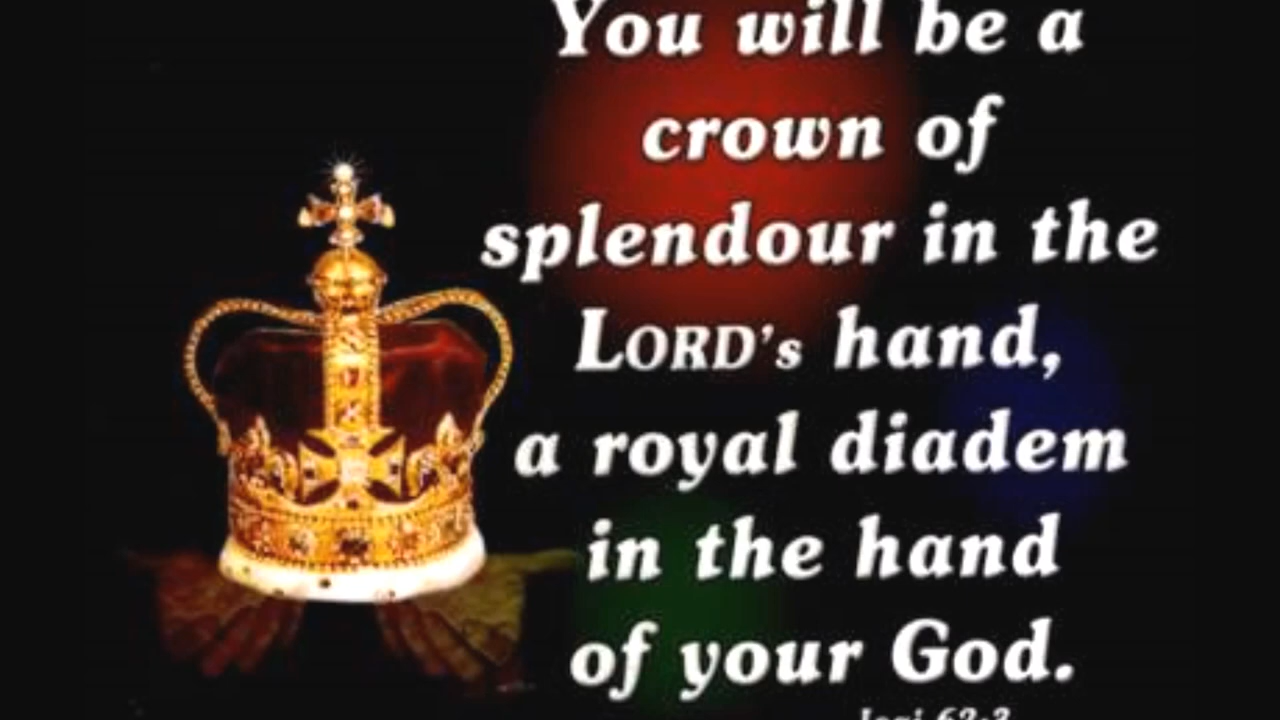 You will be a
crown of
splendour in the
LORD's hand,
a royal diadem
in the hand
of your God.